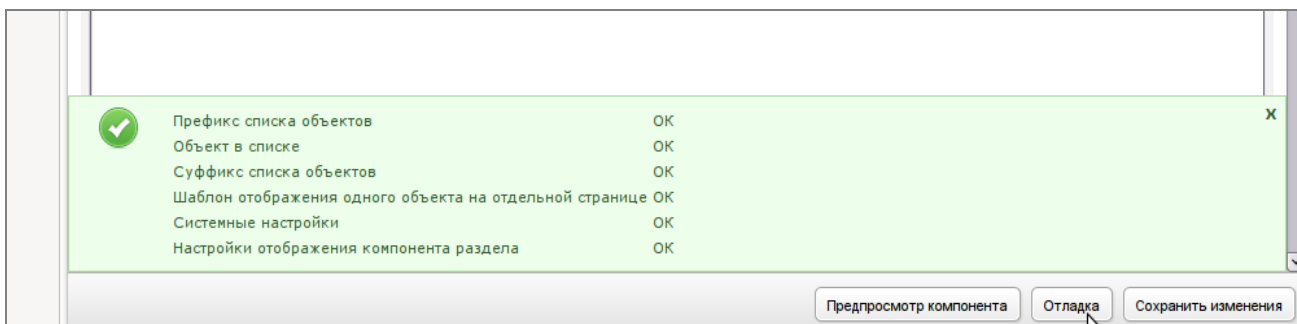 Префикс списка объектов OK X
Объект в списке OK
Суффикс списка объектов OK
Шаблон отображения одного объекта на отдельной странице OK
Системные настройки OK
Настройки отображения компонента раздела OK
Предпросмотр компонента Отладка Сохранить изменения